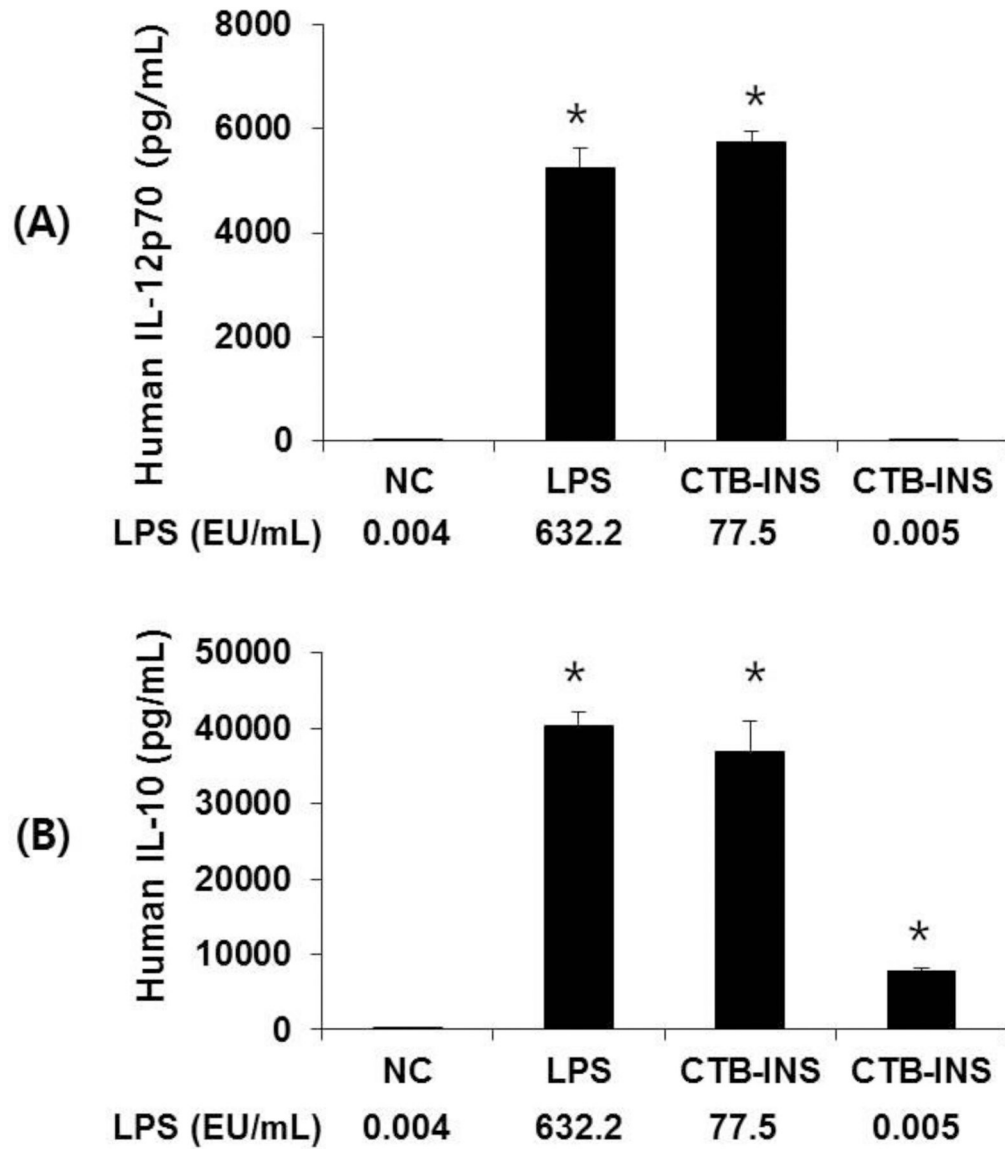 (A)
Human IL-12p70 (pg/mL)
8000
6000
4000
2000
0
* *
NC LPS CTB-INS CTB-INS
LPS (EU/mL) 0.004 632.2 77.5 0.005
(B)
Human IL-10 (pg/mL)
50000
40000
30000
20000
10000
0
* * *
NC LPS CTB-INS CTB-INS
LPS (EU/mL) 0.004 632.2 77.5 0.005